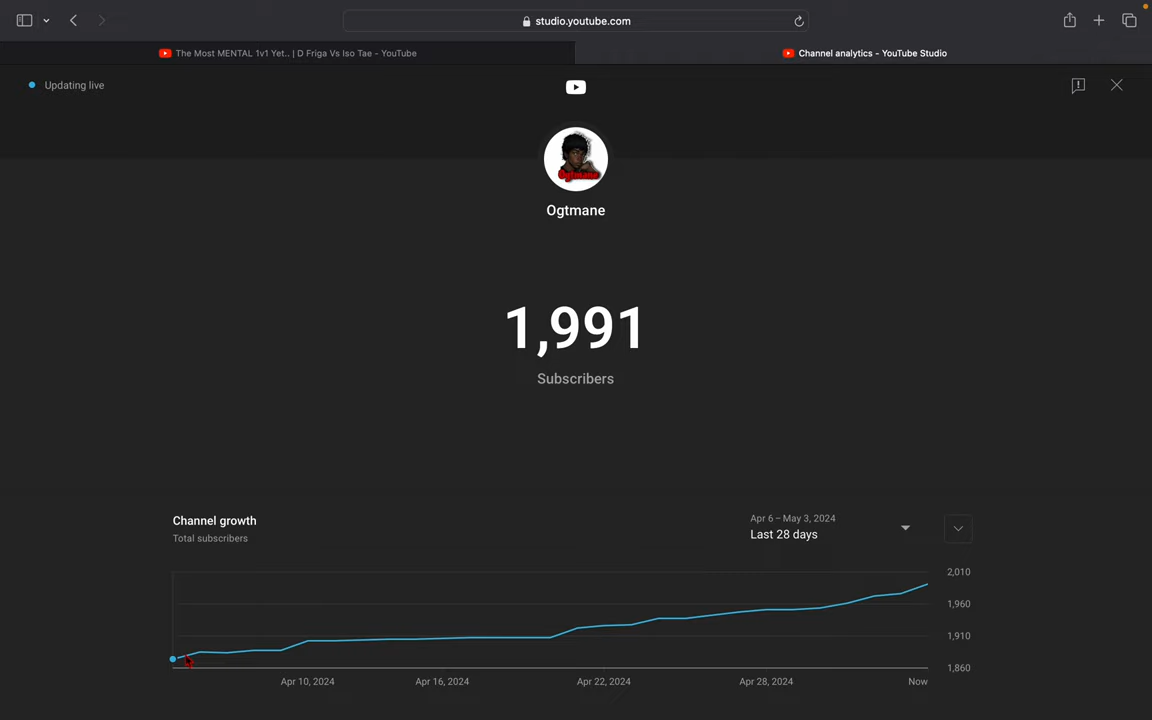 studio.youtube.com
The Most MENTAL 1v1 Yet.. | D Friga Vs Iso Tae - YouTube
Channel analytics - YouTube Studio
Updating live
Ogtmane
Ogtmane
1,991
Subscribers
Channel growth
Total subscribers
Apr 6 – May 3, 2024
Last 28 days
2,010
1,960
1,910
1,860
Apr 10, 2024
Apr 16, 2024
Apr 22, 2024
Apr 28, 2024
Now